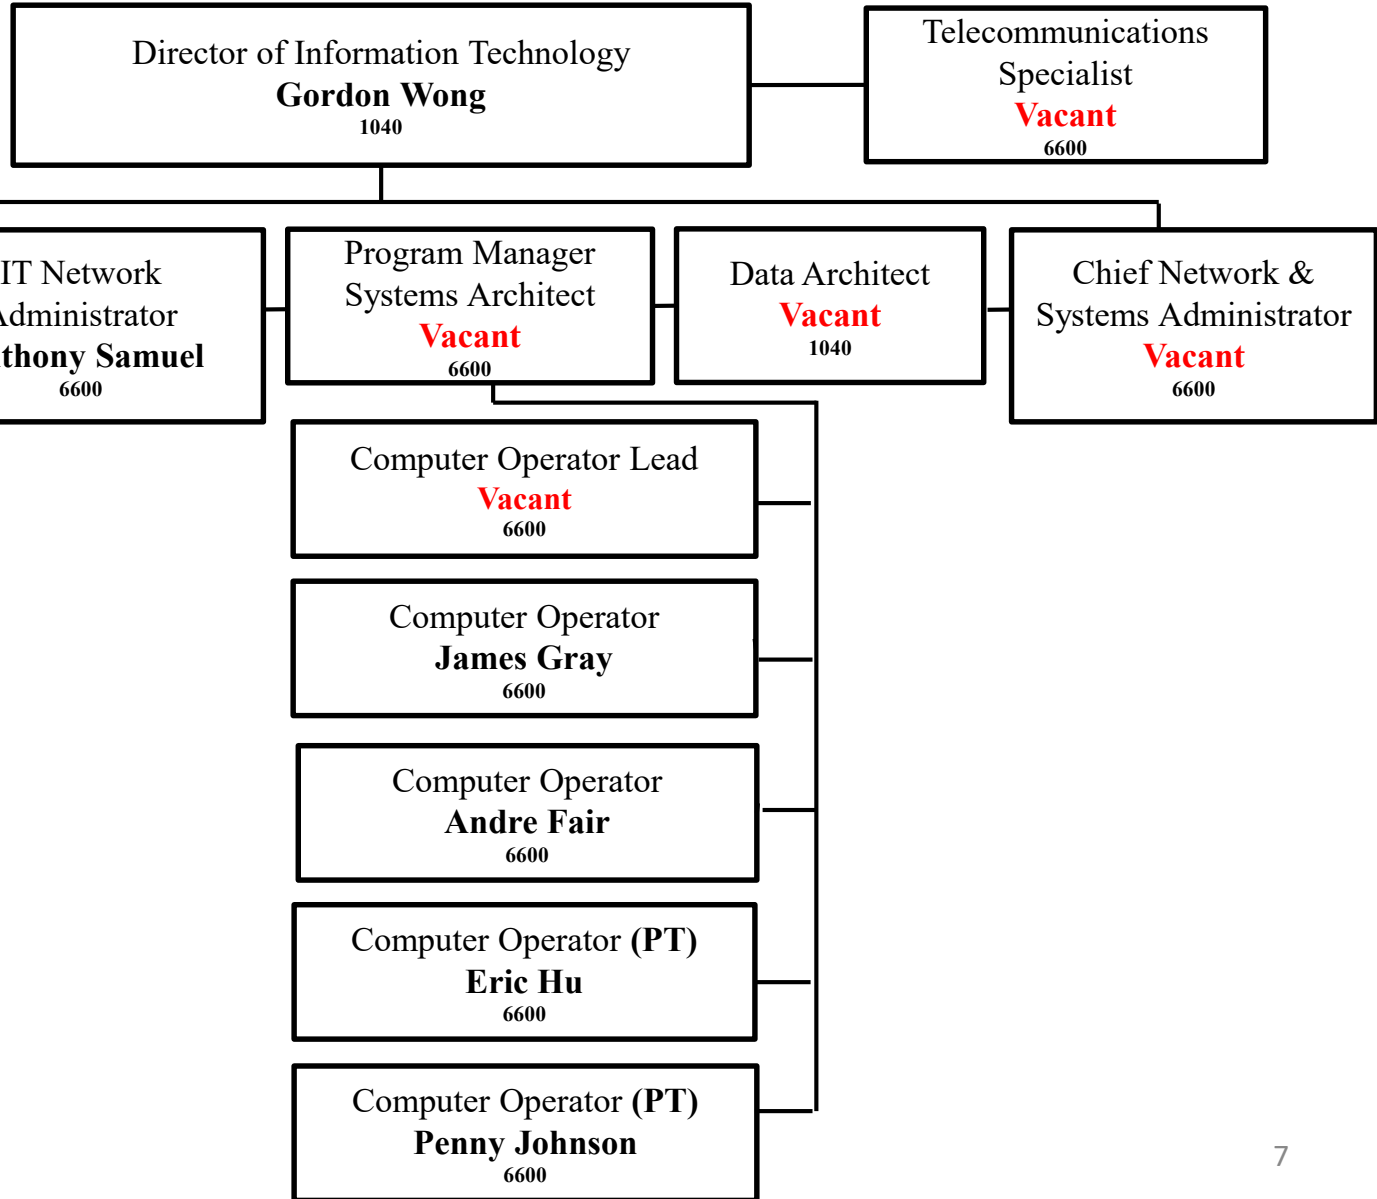 Director of Information Technology
Gordon Wong
1040
Telecommunications
Specialist
Vacant
6600
IT Network
Administrator
thony Samuel
6600
Program Manager
Systems Architect
Vacant
6600
Data Architect
Vacant
1040
Chief Network &
Systems Administrator
Vacant
6600
Computer Operator Lead
Vacant
6600
Computer Operator
James Gray
6600
Computer Operator
Andre Fair
6600
Computer Operator (PT)
Eric Hu
6600
Computer Operator (PT)
Penny Johnson
6600
7